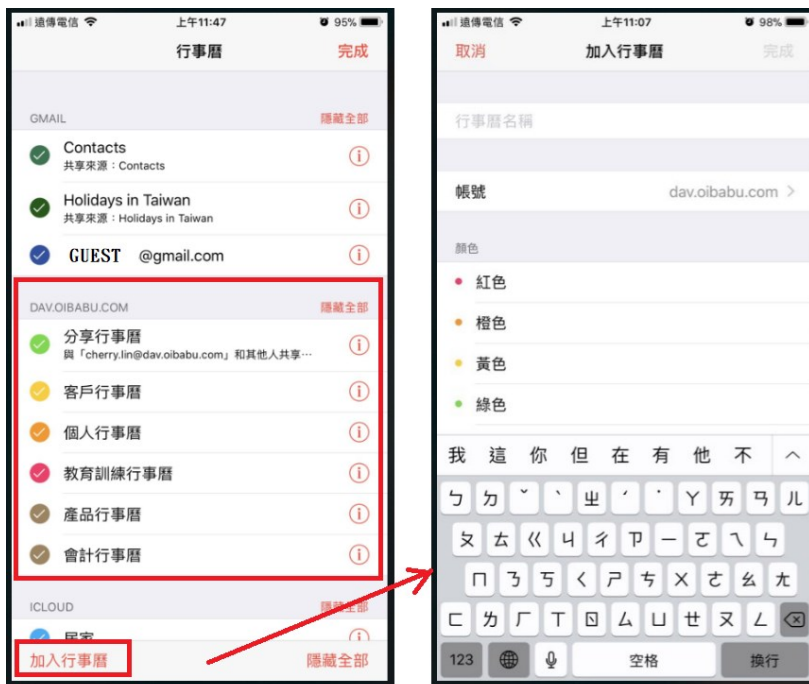 遠傳電信 上午11:47 95%
行事曆 完成
GMAIL 隱藏全部
Contacts
共享來源：Contacts
Holidays in Taiwan
共享來源：Holidays in Taiwan
GUEST @gmail.com
DAV.OIBABU.COM 隱藏全部
分享行事曆
與「cherry.lin@dav.oibabu.com」和其他人共享…
客戶行事曆
個人行事曆
教育訓練行事曆
產品行事曆
會計行事曆
ICLOUD 隱藏全部
居家
加入行事曆 隱藏全部
遠傳電信 上午11:07 98%
取消 加入行事曆 完成
行事曆名稱
帳號 dav.oibabu.com
顏色
紅色
橙色
黃色
綠色
我 這 你 但 在 有 他 不
ㄅ ㄉ ˇ ˋ ㄓ ˊ ˙ ㄚ ㄞ ㄢ ㄦ
ㄆ ㄊ ㄍ ㄐ ㄔ ㄗ ㄧ ㄛ ㄟ ㄣ
ㄇ ㄋ ㄎ ㄑ ㄕ ㄘ ㄨ ㄜ ㄠ ㄤ
ㄈ ㄌ ㄏ ㄒ ㄖ ㄙ ㄩ ㄝ ㄡ ㄥ
123 空格 換行